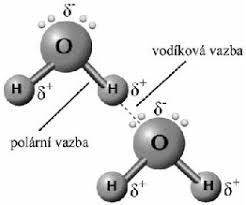 δ-
O
vodíková vazba
H
H
δ+
δ+
δ-
polární vazba
O
H
H
δ+
δ+